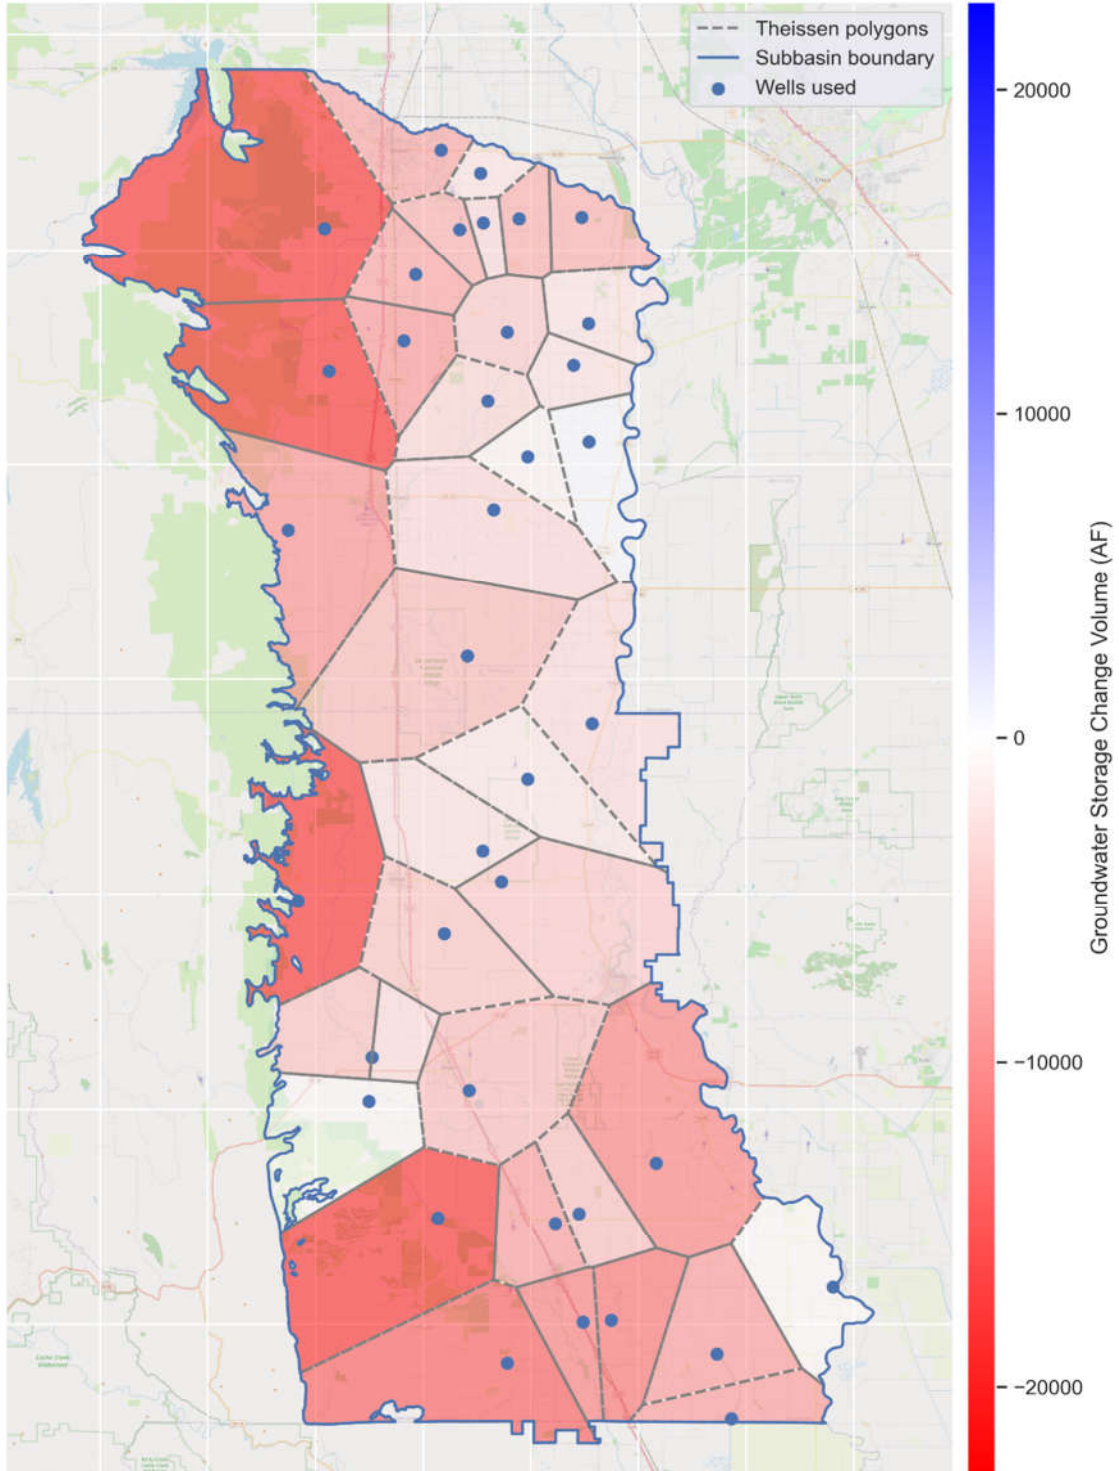 Theissen polygons
Subbasin boundary
Wells used
20000
10000
0
−10000
−20000
Groundwater Storage Change Volume (AF)